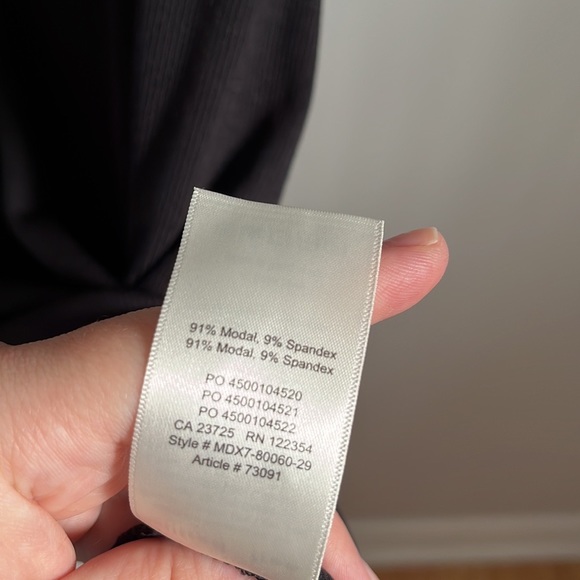 91% Modal, 9% Spandex
91% Modal, 9% Spandex
PO 4500104520
PO 4500104521
PO 4500104522
CA 23725 RN 122354
Style # MDX7-80060-29
Article # 73091